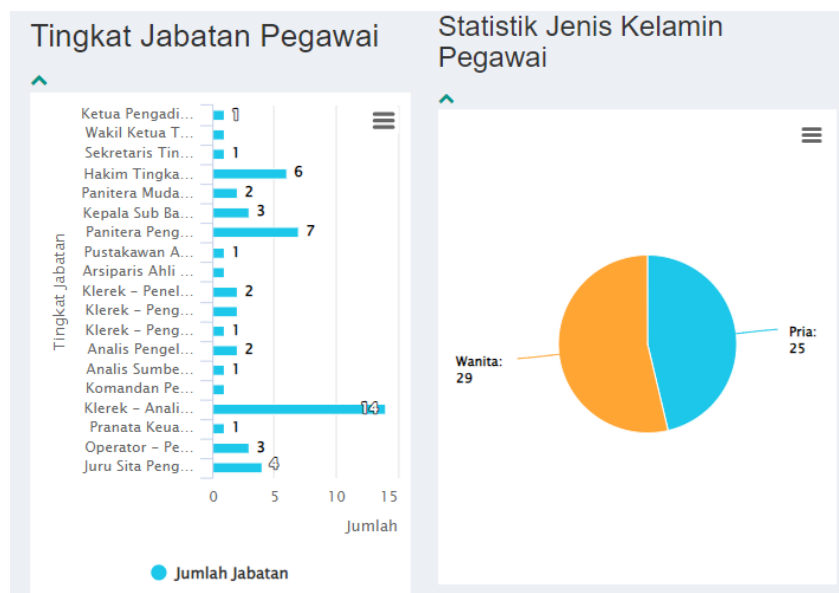 Tingkat Jabatan Pegawai
Tingkat Jabatan
Ketua Pengadi... 1
Wakil Ketua T...
Sekretaris Tin... 1
Hakim Tingka... 6
Panitera Muda... 2
Kepala Sub Ba... 3
Panitera Peng... 7
Pustakawan A... 1
Arsiparis Ahli ...
Klerek - Penel... 2
Klerek - Peng...
Klerek - Peng... 1
Analis Pengel... 2
Analis Sumbe... 1
Komandan Pe...
Klerek - Anali... 14
Pranata Keua... 1
Operator - Pe... 3
Juru Sita Peng... 4
0 5 10 15
Jumlah
Jumlah Jabatan
Statistik Jenis Kelamin
Pegawai
Pria:
25
Wanita:
29